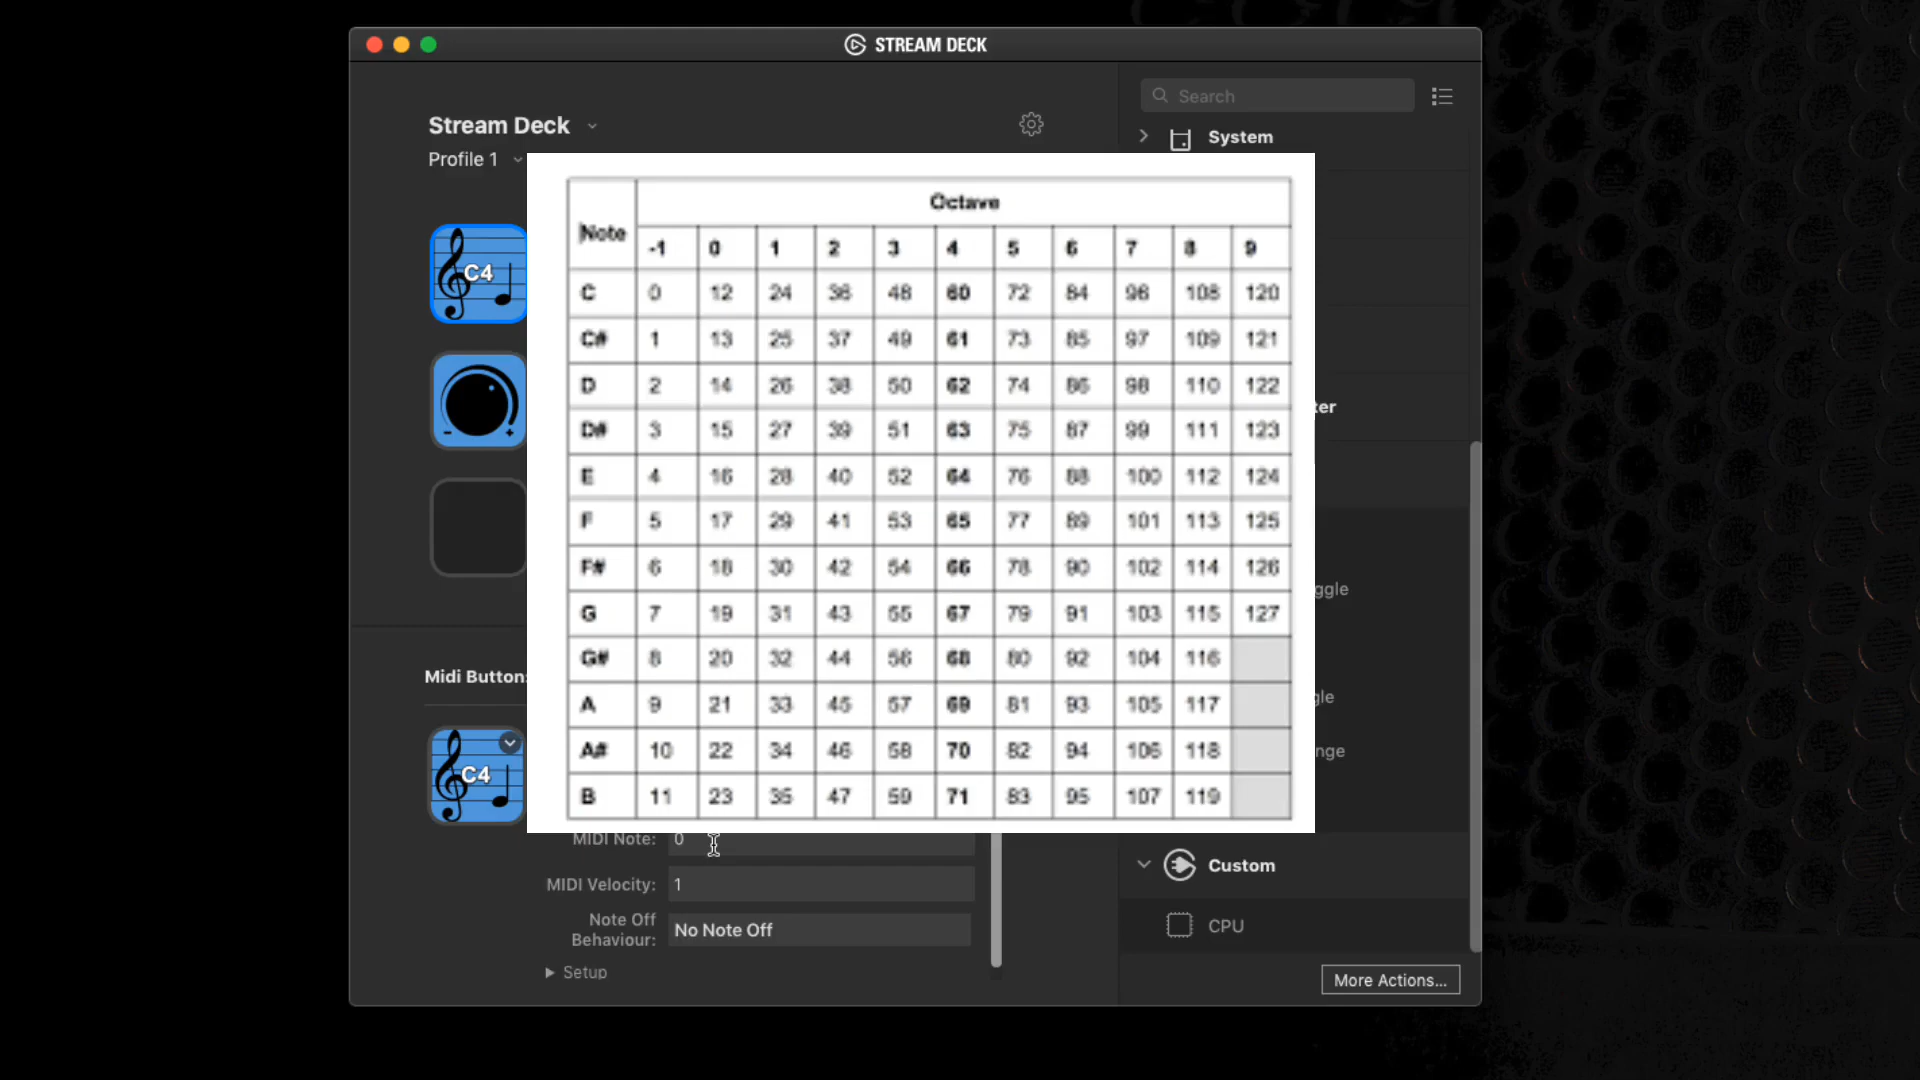 STREAM DECK
Stream Deck
Search
System
Profile 1
Octave
Note
-1 0 1 2 3 4 5 6 7 8 9
C 0 12 24 36 48 60 72 84 96 108 120
C# 1 13 25 37 49 61 73 85 97 109 121
D 2 14 26 38 50 62 74 86 98 110 122
D# 3 15 27 39 51 63 75 87 99 111 123
E 4 16 28 40 52 64 76 88 100 112 124
F 5 17 29 41 53 65 77 89 101 113 125
F# 6 18 30 42 54 66 78 90 102 114 126
G 7 19 31 43 55 67 79 91 103 115 127
G# 8 20 32 44 56 68 80 92 104 116
A 9 21 33 45 57 69 81 93 105 117
A# 10 22 34 46 58 70 82 94 106 118
B 11 23 35 47 59 71 83 95 107 119
C4
ter
ggle
gle
nge
Midi Button
C4
MIDI Note: 0
MIDI Velocity: 1
Note Off
Behaviour: No Note Off
Setup
Custom
CPU
More Actions...